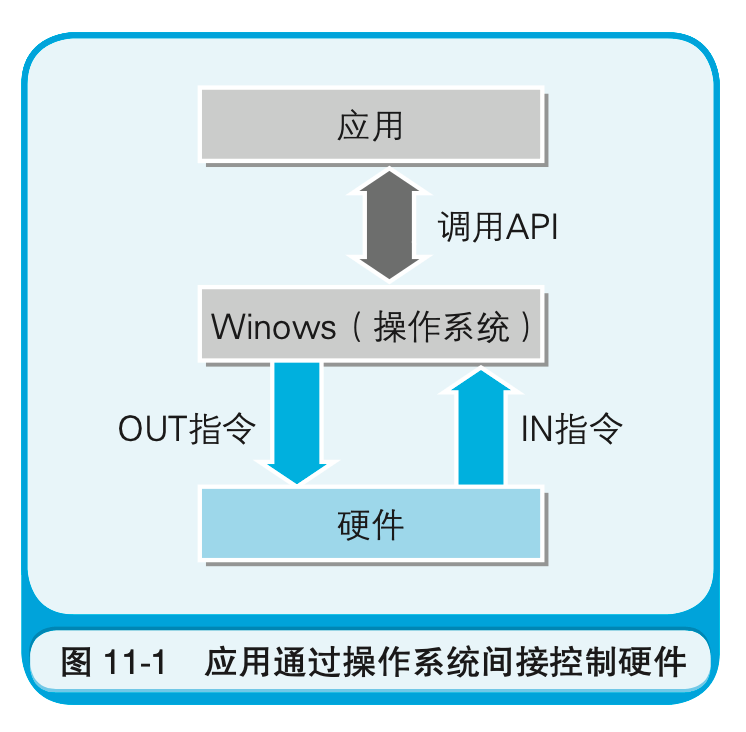 应用
调用API
Winows（操作系统）
OUT指令
IN指令
硬件
图 11-1 应用通过操作系统间接控制硬件